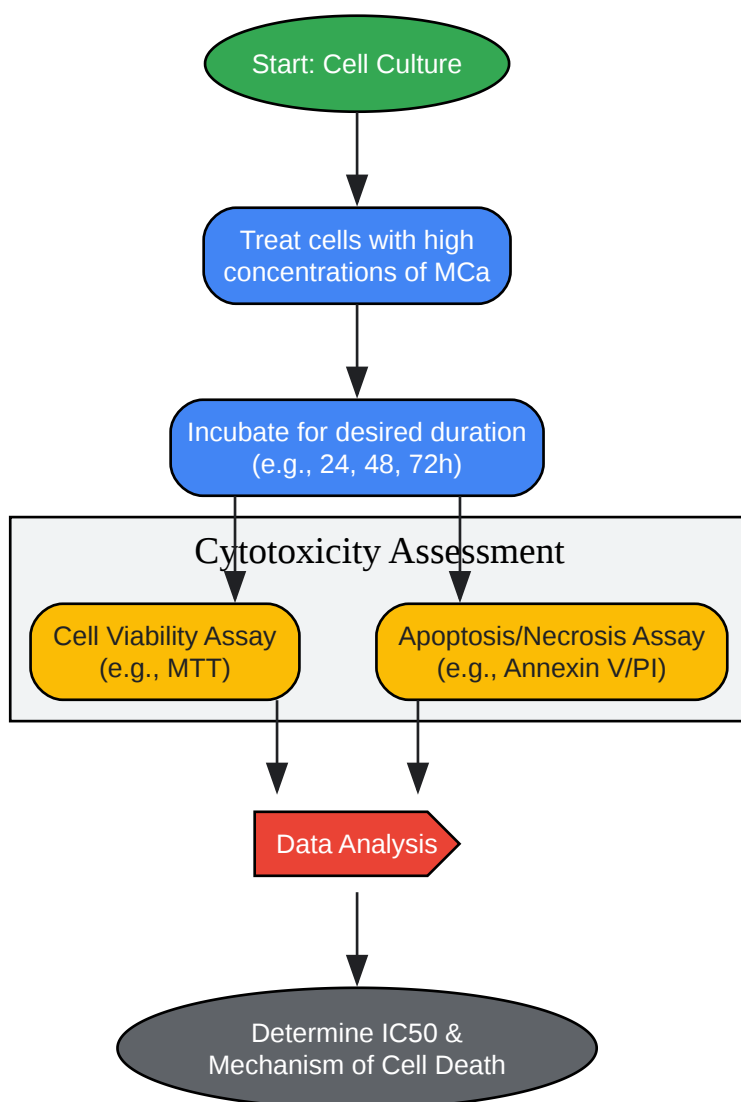 Start: Cell Culture
Treat cells with high
concentrations of MCa
Incubate for desired duration
(e.g., 24, 48, 72h)
Cytotoxicity Assessment
Cell Viability Assay
(e.g., MTT)
Apoptosis/Necrosis Assay
(e.g., Annexin V/PI)
Data Analysis
Determine IC50 &
Mechanism of Cell Death